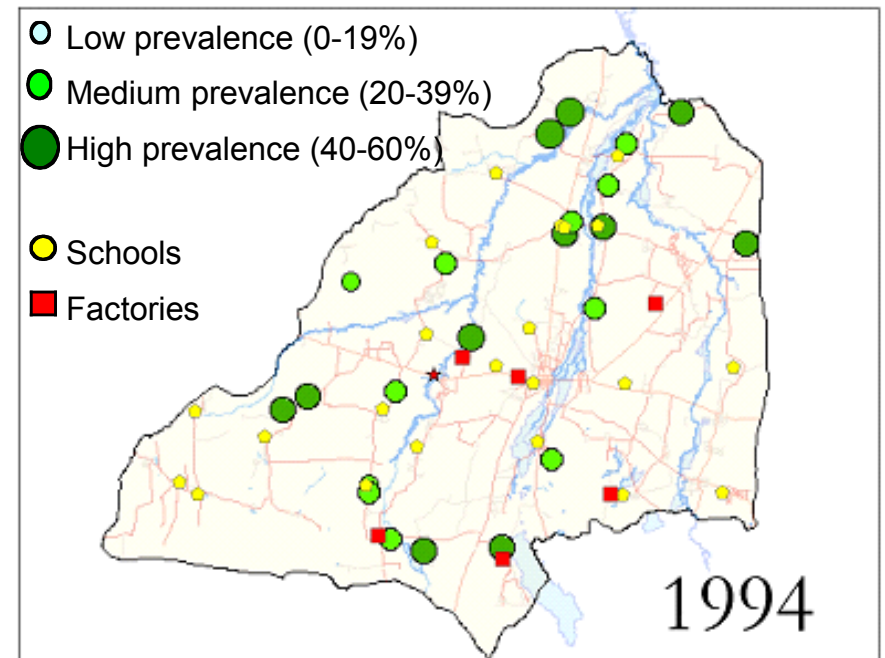 Low prevalence (0-19%)
Medium prevalence (20-39%)
High prevalence (40-60%)
Schools
Factories
1994